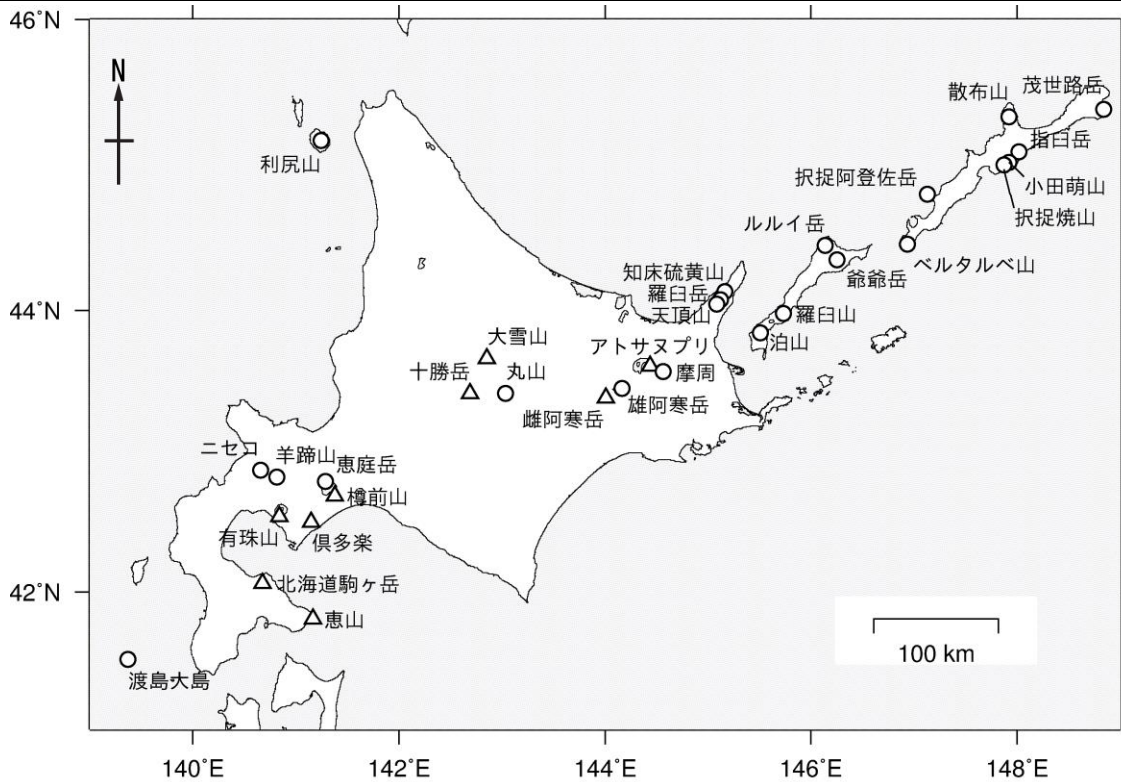 46˚N
N
散布山
茂世路岳
利尻山
指臼岳
択捉阿登佐岳
小田萌山
択捉焼山
ルルイ岳
ベルタルベ山
爺爺岳
知床硫黄山
羅臼岳
天頂山
羅臼山
泊山
44˚N
大雪山
アトサヌプリ
十勝岳
丸山
摩周
雌阿寒岳
雄阿寒岳
ニセコ
羊蹄山
恵庭岳
樽前山
有珠山
倶多楽
42˚N
北海道駒ヶ岳
恵山
100 km
渡島大島
140˚E
142˚E
144˚E
146˚E
148˚E